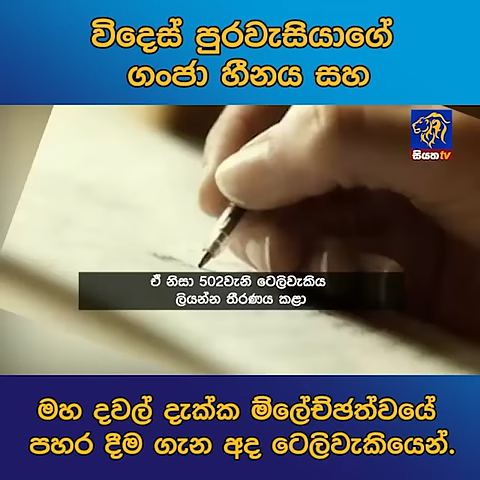 විදෙස් පුරවැසියාගේ
ගංජා හීනය සහ
සියත tv
ඒ නිසා 502වැනි ටෙලිවැකිය
ලියන්න තීරණය කළා
මහ දවල් දැක්ක ම්ලේච්ඡත්වයේ
පහර දීම ගැන අද ටෙලිවැකියෙන්.